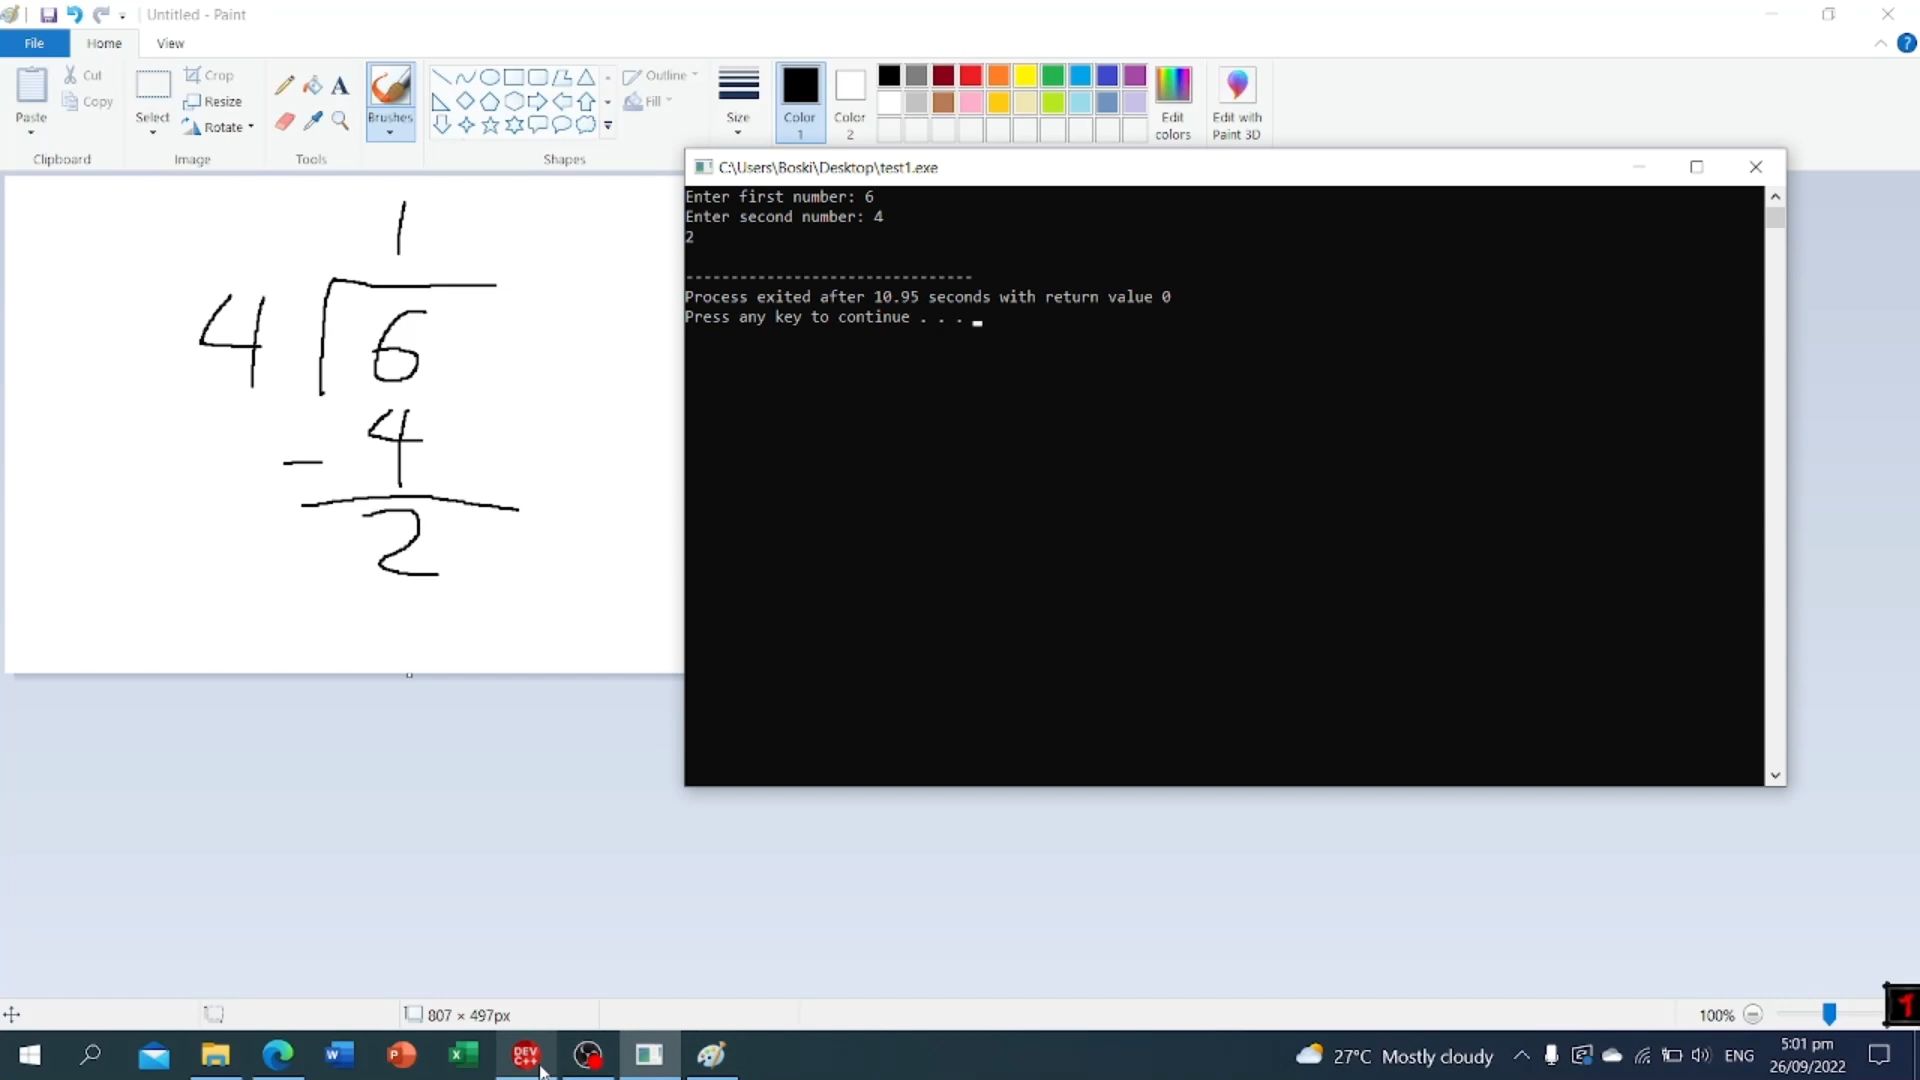 Untitled - Paint
File
Home
View
Paste
Cut
Copy
Clipboard
Select
Crop
Resize
Rotate
Image
A
Tools
Brushes
Outline
Fill
Shapes
Size
Color 1
Color 2
Edit colors
Edit with Paint 3D
C:\Users\Boski\Desktop\test1.exe
Enter first number: 6
Enter second number: 4
2
--------------------------------
Process exited after 10.95 seconds with return value 0
Press any key to continue . . .
1
4 6
- 4
2
807 × 497px
100%
1
DEV C++
27°C Mostly cloudy
ENG
5:01 pm
26/09/2022